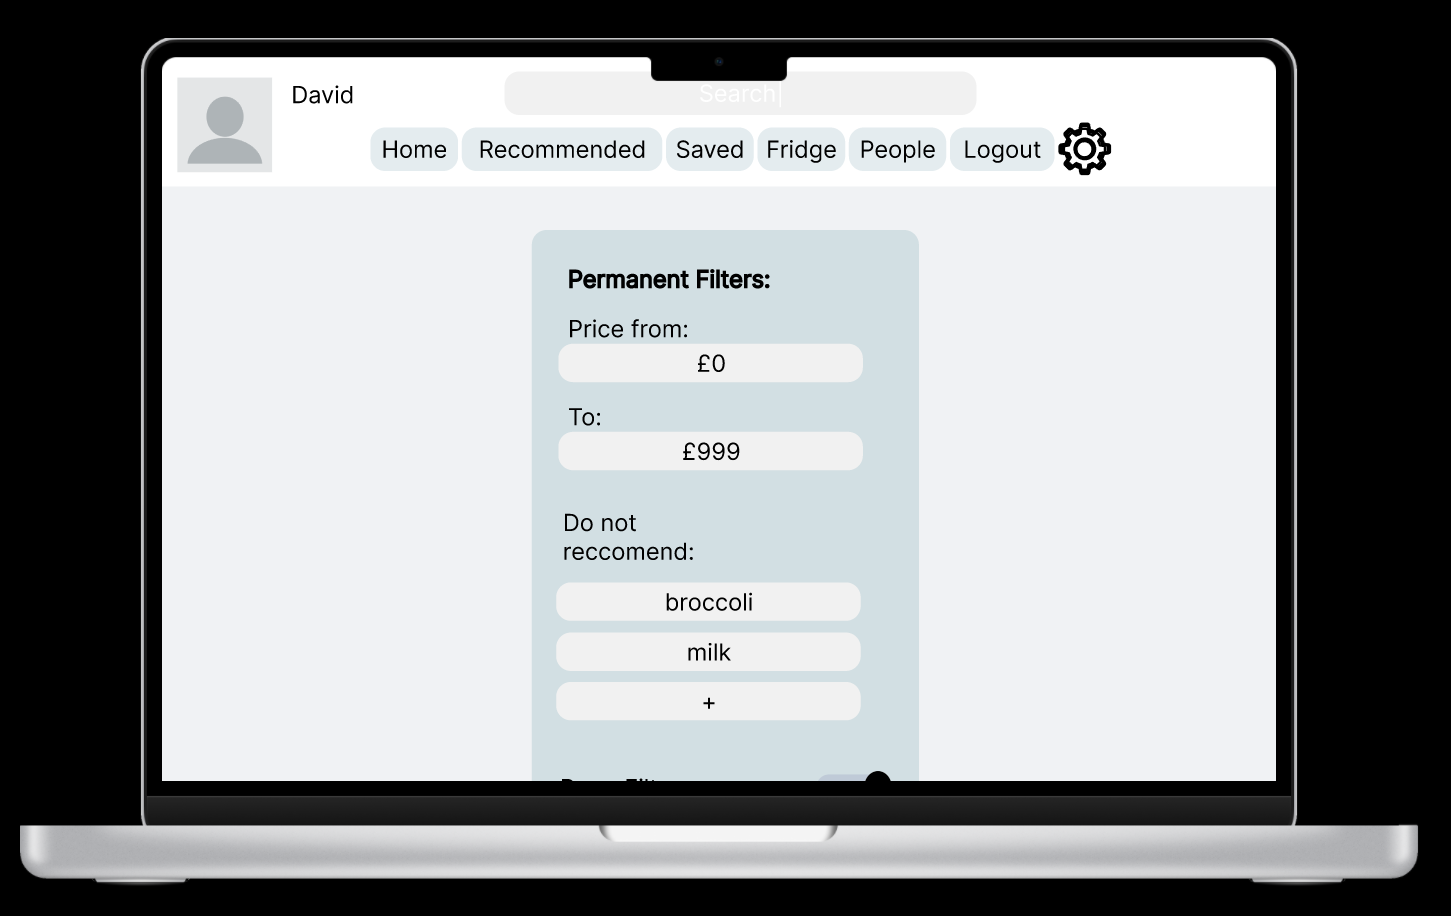 David
Search|
Home Recommended Saved Fridge People Logout
Permanent Filters:
Price from:
£0
To:
£999
Do not
reccomend:
broccoli
milk
+